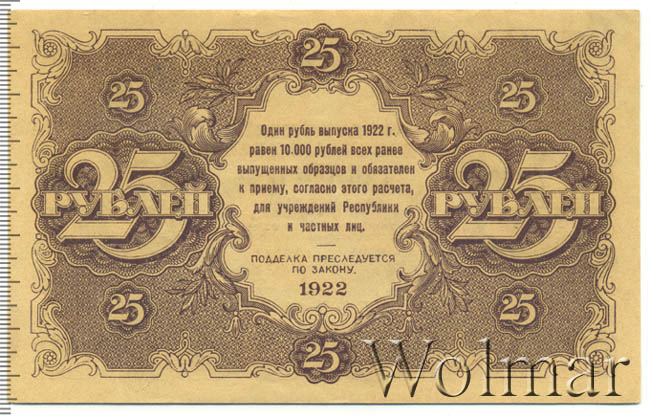 25
25
25
25
РУБЛЕЙ
25
РУБЛЕЙ
Один рубль выпуска 1922 г.
равен 10.000 рублей всех ранее
выпущенных образцов и обязателен
к приему, согласно этого расчета,
для учреждений Республики
и частных лиц.
ПОДДЕЛКА ПРЕСЛЕДУЕТСЯ
ПО ЗАКОНУ.
1922
25
25
25
Wolmar